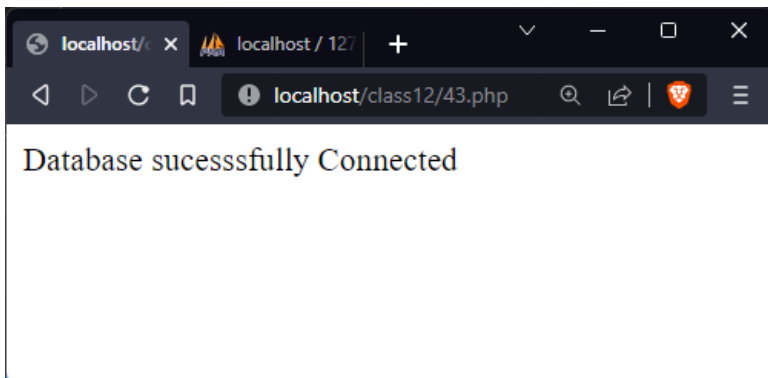 localhost/c
localhost / 127
localhost/class12/43.php
Database sucesssfully Connected